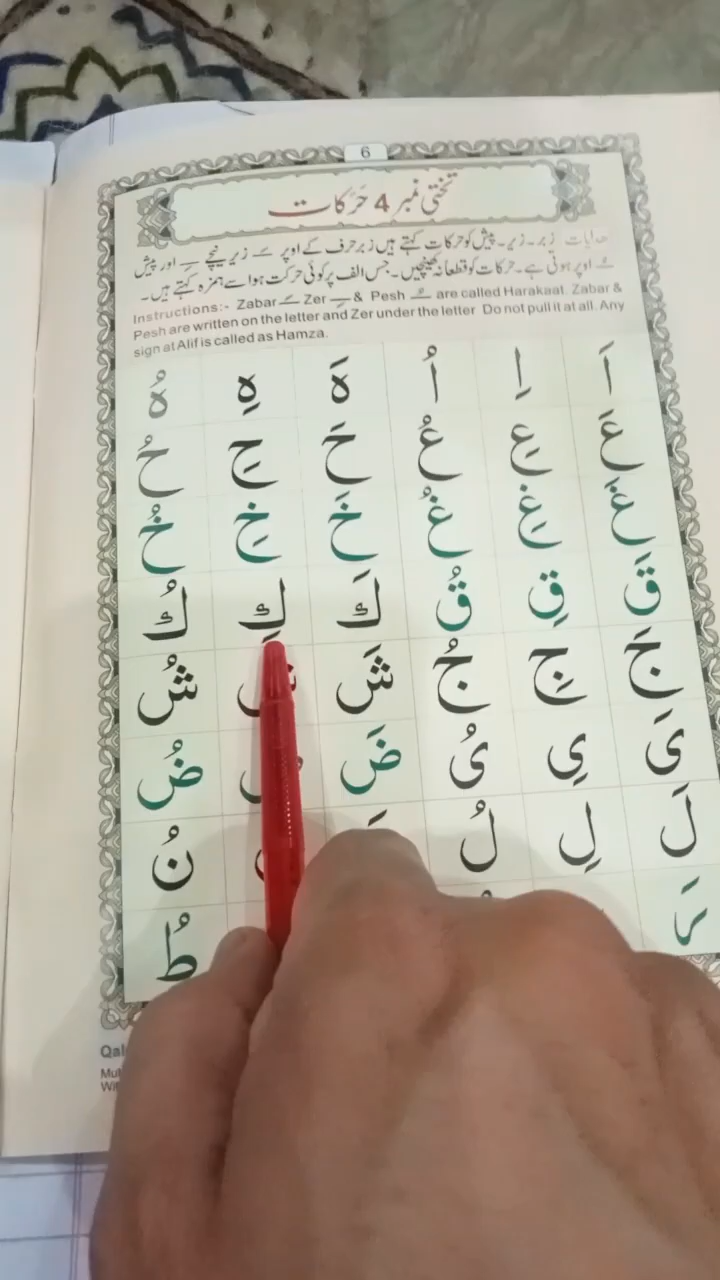 6
تختی نمبر 4 حَرَکات
ھدایات زبر۔ زیر۔ پیش کو حرکات کہتے ہیں زبر حرف کے اوپر ـَـ زیر نیچے ـِـ اور پیش
ـُـ اوپر ہوتی ہے۔ حرکات کو قطعاً نہ کھینچیں۔ جس الف پر کوئی حرکت ہو اسے ہمزہ کہتے ہیں۔
Instructions:- Zabar ـَـ Zer ـِـ & Pesh ـُـ are called Harakaat. Zabar &
Pesh are written on the letter and Zer under the letter Do not pull it at all. Any
sign at Alif is called as Hamza.
اَ اِ اُ هَ هِ هُ
عَ عِ عُ حَ حِ حُ
غَ غِ غُ خَ خِ خُ
قَ قِ قُ كَ كِ كُ
جَ جِ جُ شَ شُ
یَ یِ یُ ضَ ضُ
لَ لِ لُ نُ
رَ طُ